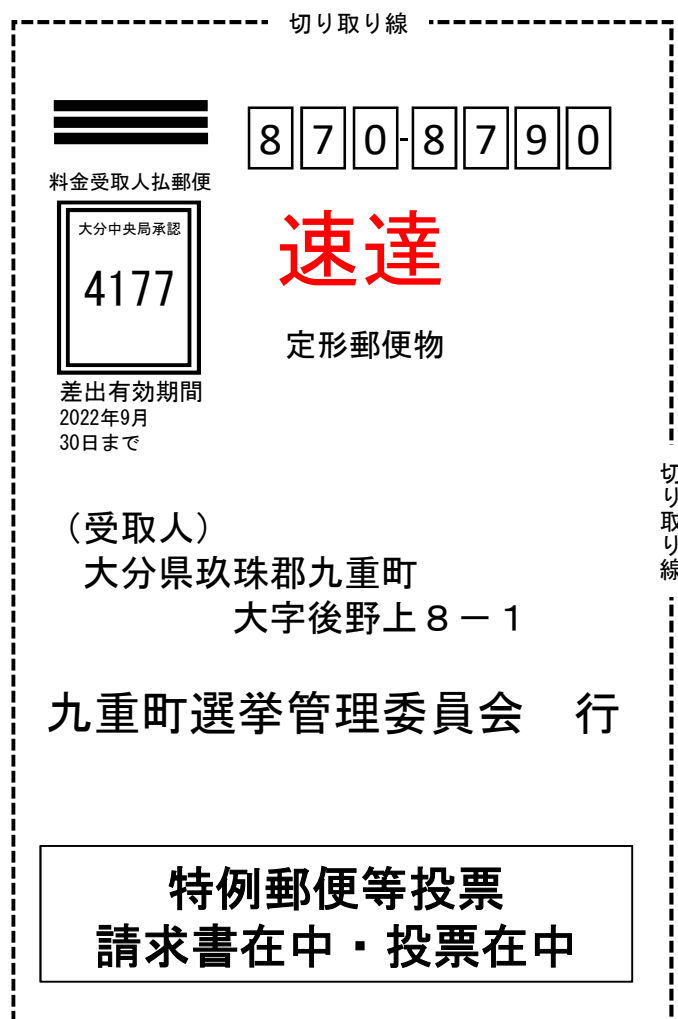 切り取り線
870-8790
料金受取人払郵便
大分中央局承認
4177
速達
定形郵便物
差出有効期間
2022年9月
30日まで
切り取り線
（受取人）
大分県玖珠郡九重町
大字後野上８－１
九重町選挙管理委員会　行
特例郵便等投票
請求書在中・投票在中